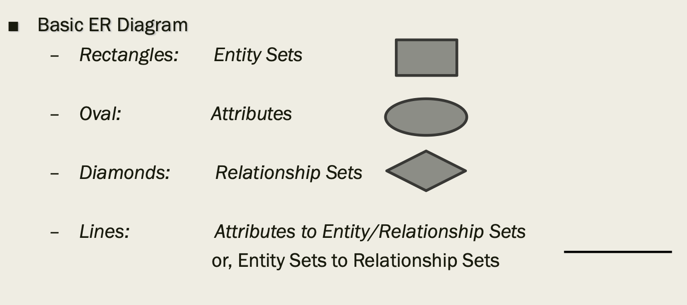 ■ Basic ER Diagram
– Rectangles: Entity Sets
– Oval: Attributes
– Diamonds: Relationship Sets
– Lines: Attributes to Entity/Relationship Sets
or, Entity Sets to Relationship Sets